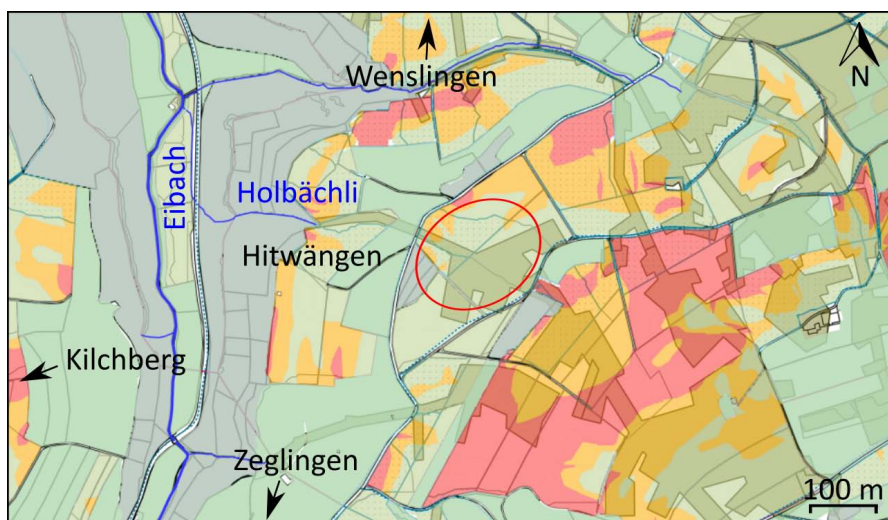 Wenslingen
N
Eibach
Holbächli
Hitwängen
Kilchberg
Zeglingen
100 m